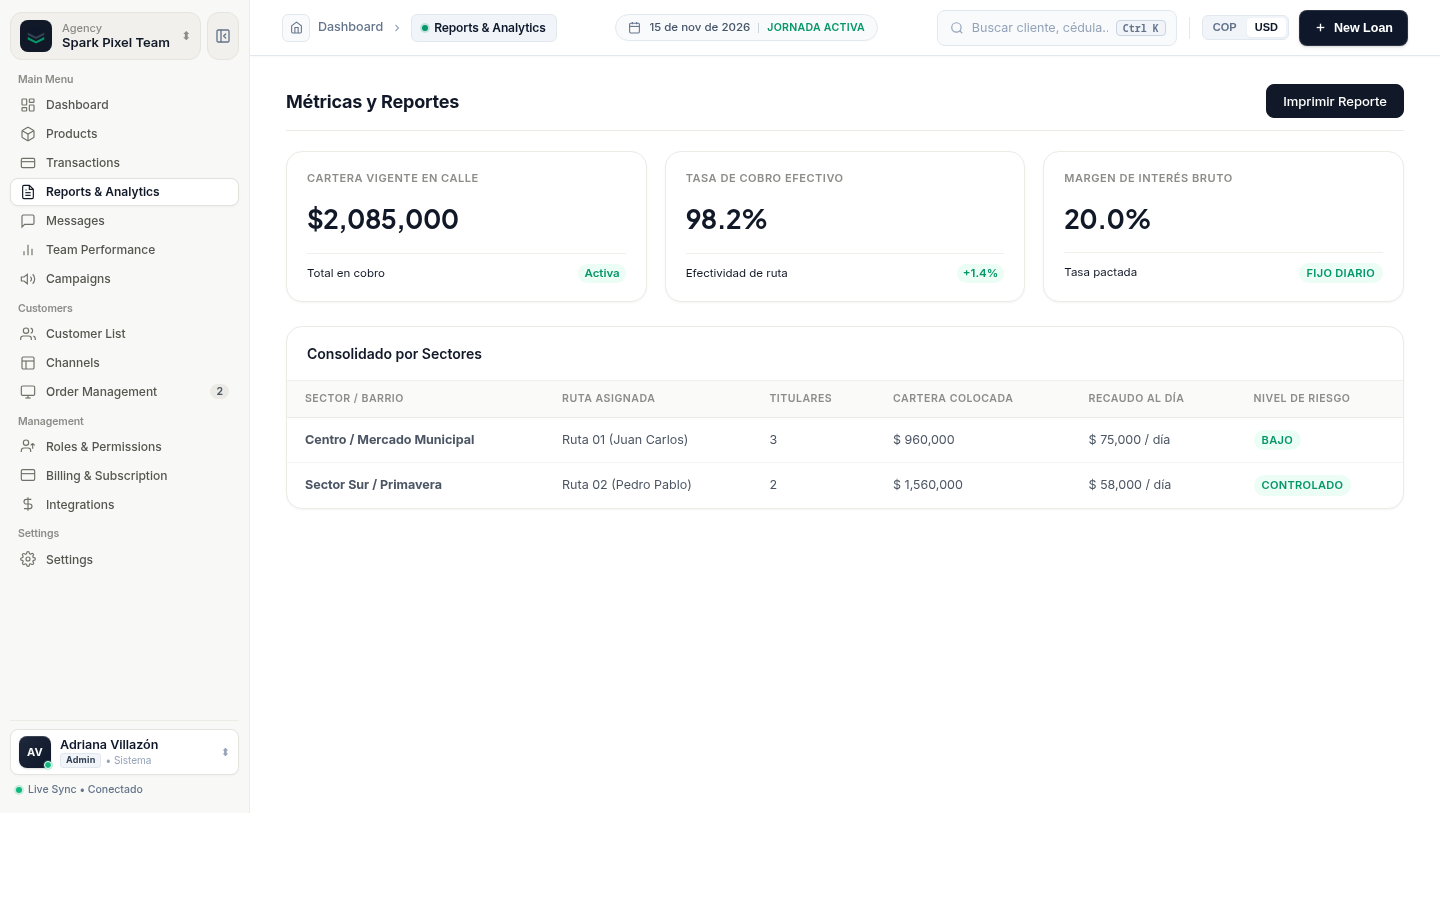 Agency
Spark Pixel Team
Main Menu
Dashboard
Products
Transactions
Reports & Analytics
Messages
Team Performance
Campaigns
Customers
Customer List
Channels
Order Management 2
Management
Roles & Permissions
Billing & Subscription
Integrations
Settings
Settings
AV
Adriana Villazón
Admin • Sistema
Live Sync • Conectado
Dashboard › Reports & Analytics
15 de nov de 2026 | JORNADA ACTIVA
Buscar cliente, cédula.. Ctrl K
COP USD
+ New Loan
Métricas y Reportes
Imprimir Reporte
CARTERA VIGENTE EN CALLE
$2,085,000
Total en cobro Activa
TASA DE COBRO EFECTIVO
98.2%
Efectividad de ruta +1.4%
MARGEN DE INTERÉS BRUTO
20.0%
Tasa pactada FIJO DIARIO
Consolidado por Sectores
SECTOR / BARRIO RUTA ASIGNADA TITULARES CARTERA COLOCADA RECAUDO AL DÍA NIVEL DE RIESGO
Centro / Mercado Municipal Ruta 01 (Juan Carlos) 3 $ 960,000 $ 75,000 / día BAJO
Sector Sur / Primavera Ruta 02 (Pedro Pablo) 2 $ 1,560,000 $ 58,000 / día CONTROLADO